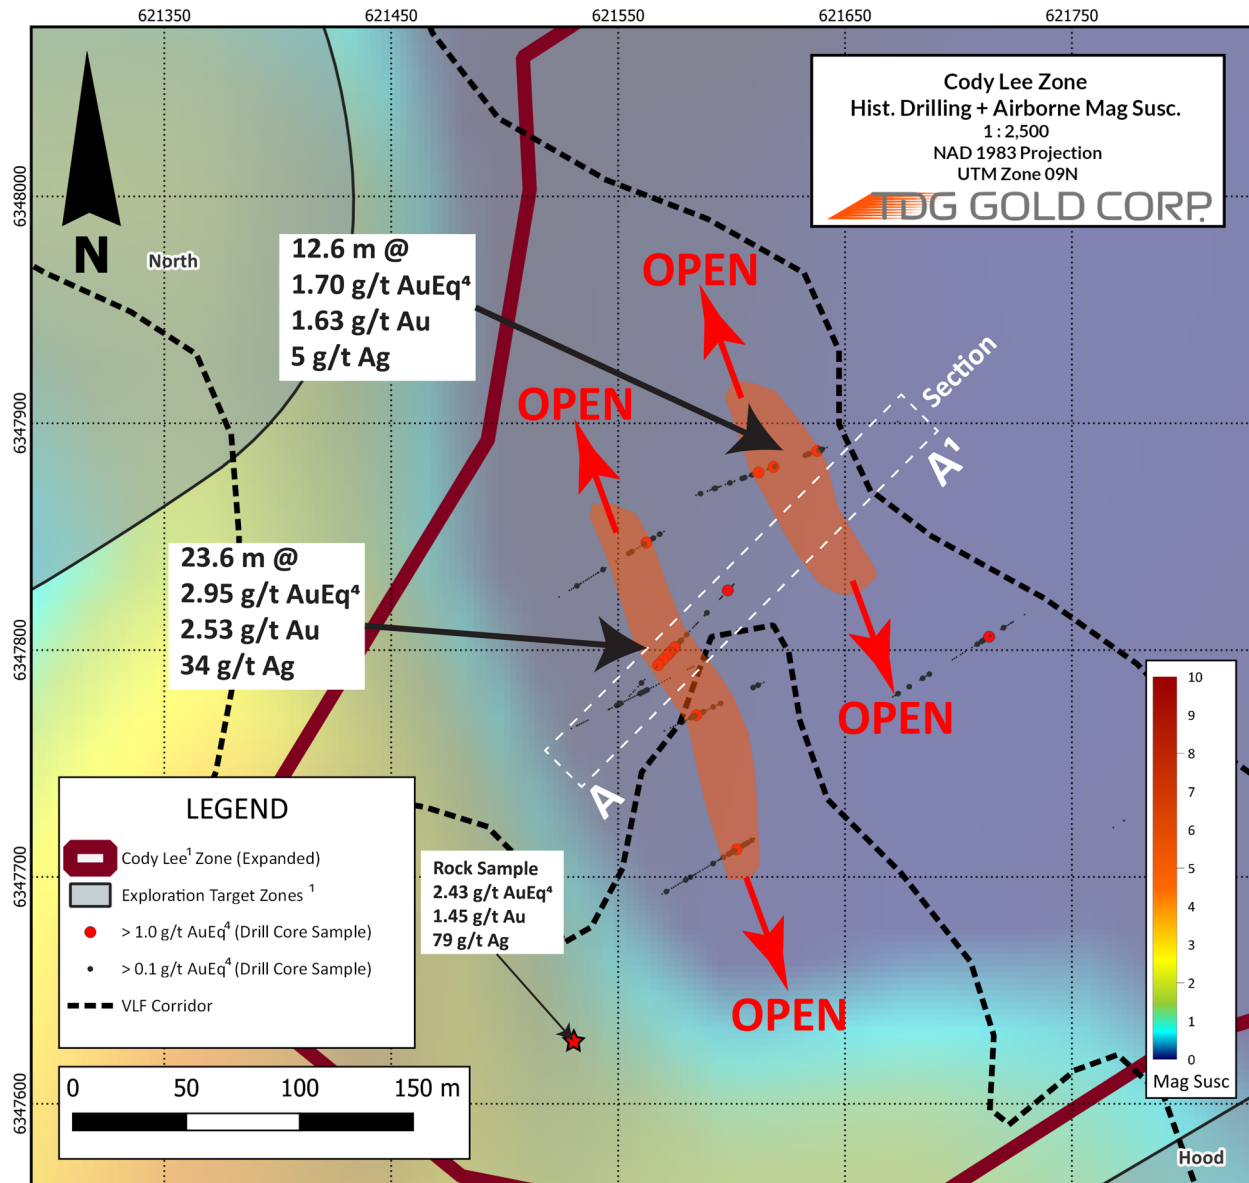 621350
621450
621550
621650
621750
6348000
6347900
6347800
6347700
6347600
Cody Lee Zone
Hist. Drilling + Airborne Mag Susc.
1 : 2,500
NAD 1983 Projection
UTM Zone 09N
TDG GOLD CORP.
N
North
12.6 m @
1.70 g/t AuEq⁴
1.63 g/t Au
5 g/t Ag
OPEN
OPEN
Section
A¹
23.6 m @
2.95 g/t AuEq⁴
2.53 g/t Au
34 g/t Ag
OPEN
A
Rock Sample
2.43 g/t AuEq⁴
1.45 g/t Au
79 g/t Ag
OPEN
LEGEND
Cody Lee¹ Zone (Expanded)
Exploration Target Zones ¹
> 1.0 g/t AuEq⁴ (Drill Core Sample)
> 0.1 g/t AuEq⁴ (Drill Core Sample)
VLF Corridor
0 50 100 150 m
10
9
8
7
6
5
4
3
2
1
0
Mag Susc
Hood